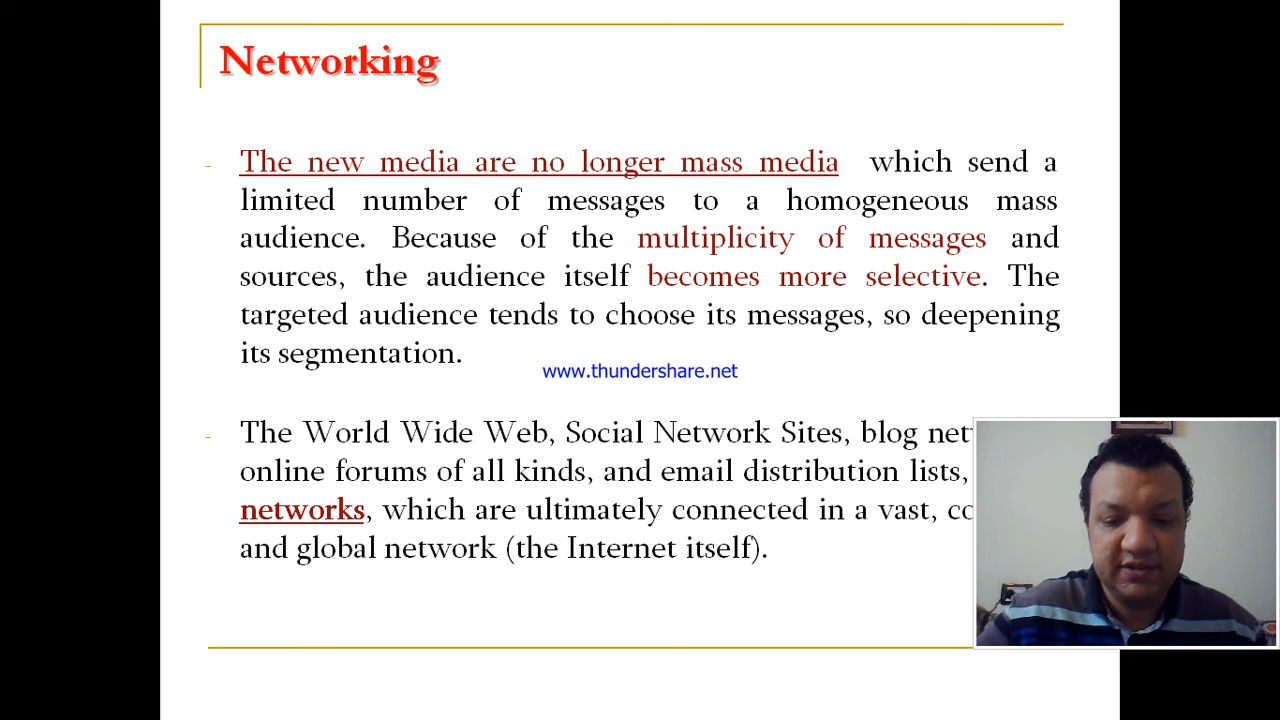 Networking
- The new media are no longer mass media which send a
limited number of messages to a homogeneous mass
audience. Because of the multiplicity of messages and
sources, the audience itself becomes more selective. The
targeted audience tends to choose its messages, so deepening
its segmentation.
www.thundershare.net
- The World Wide Web, Social Network Sites, blog
online forums of all kinds, and email distribution lists,
networks, which are ultimately connected in a vast,
and global network (the Internet itself).